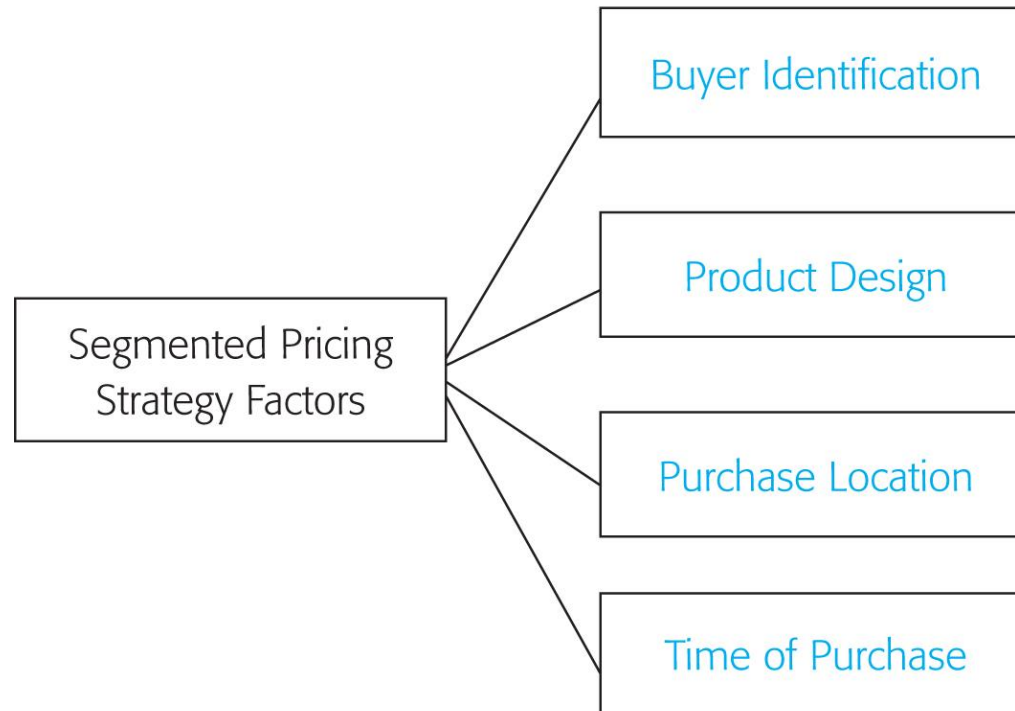 Buyer Identification
Product Design
Segmented Pricing
Strategy Factors
Purchase Location
Time of Purchase